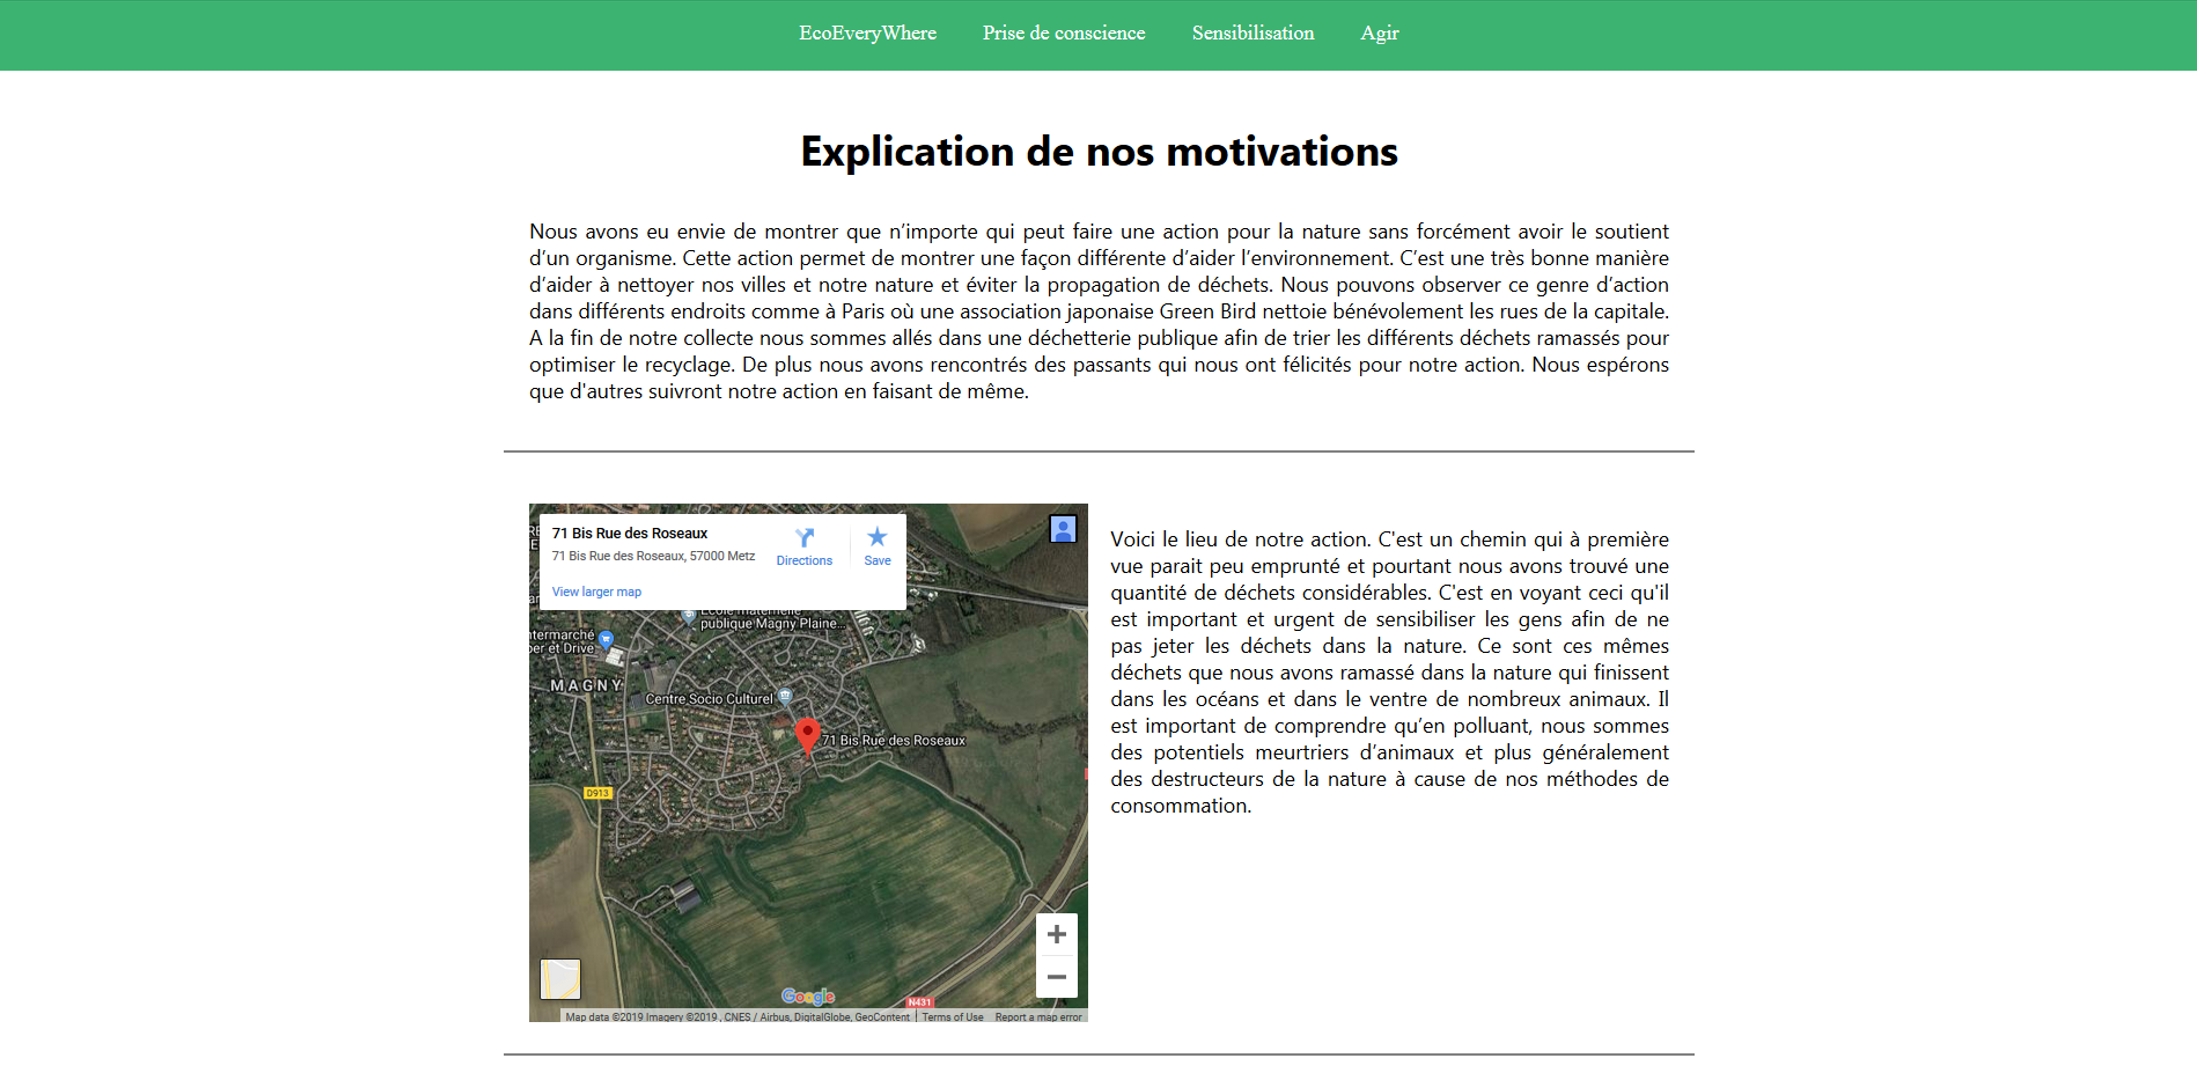 EcoEveryWhere Prise de conscience Sensibilisation Agir
Explication de nos motivations
Nous avons eu envie de montrer que n’importe qui peut faire une action pour la nature sans forcément avoir le soutient
d’un organisme. Cette action permet de montrer une façon différente d’aider l’environnement. C’est une très bonne manière
d’aider à nettoyer nos villes et notre nature et éviter la propagation de déchets. Nous pouvons observer ce genre d’action
dans différents endroits comme à Paris où une association japonaise Green Bird nettoie bénévolement les rues de la capitale.
A la fin de notre collecte nous sommes allés dans une déchetterie publique afin de trier les différents déchets ramassés pour
optimiser le recyclage. De plus nous avons rencontrés des passants qui nous ont félicités pour notre action. Nous espérons
que d'autres suivront notre action en faisant de même.
71 Bis Rue des Roseaux
71 Bis Rue des Roseaux, 57000 Metz
Directions
Save
View larger map
École maternelle
publique Magny Plaine...
ntermarché
per et Drive
MAGNY
Centre Socio Culturel
71 Bis Rue des Roseaux
D913
N431
Google
Map data ©2019 Imagery ©2019 , CNES / Airbus, DigitalGlobe, GeoContent
Terms of Use
Report a map error
Voici le lieu de notre action. C'est un chemin qui à première
vue parait peu emprunté et pourtant nous avons trouvé une
quantité de déchets considérables. C'est en voyant ceci qu'il
est important et urgent de sensibiliser les gens afin de ne
pas jeter les déchets dans la nature. Ce sont ces mêmes
déchets que nous avons ramassé dans la nature qui finissent
dans les océans et dans le ventre de nombreux animaux. Il
est important de comprendre qu’en polluant, nous sommes
des potentiels meurtriers d’animaux et plus généralement
des destructeurs de la nature à cause de nos méthodes de
consommation.